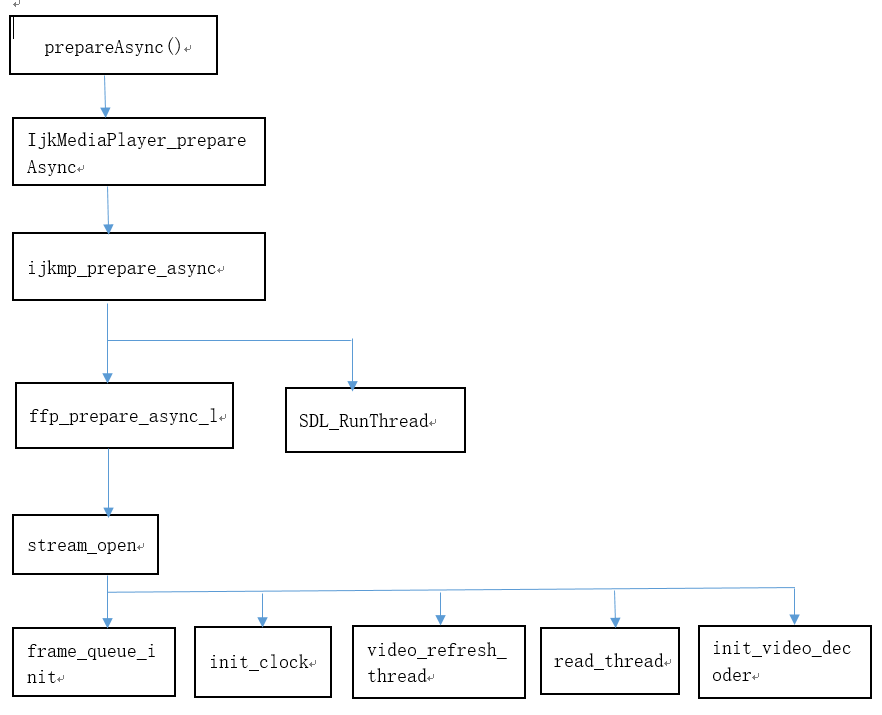 prepareAsync()
IjkMediaPlayer_prepare
Async
ijkmp_prepare_async
ffp_prepare_async_l
SDL_RunThread
stream_open
frame_queue_i
nit
init_clock
video_refresh_
thread
read_thread
init_video_dec
oder